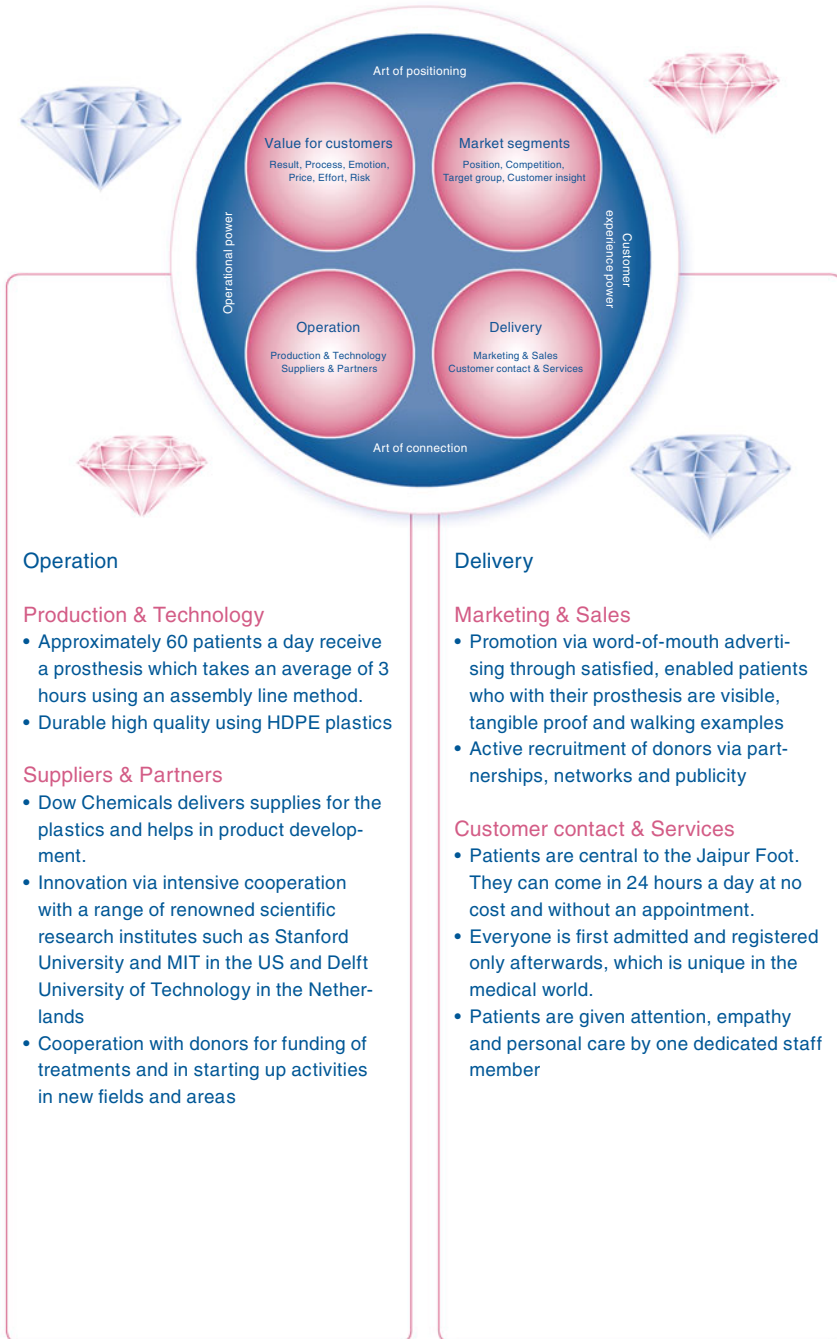 Art of positioning
Value for customers
Result, Process, Emotion,
Price, Effort, Risk
Market segments
Position, Competition,
Target group, Customer insight
Operational power
Customer
experience power
Operation
Production & Technology
Suppliers & Partners
Delivery
Marketing & Sales
Customer contact & Services
Art of connection
Operation
Production & Technology
• Approximately 60 patients a day receive
a prosthesis which takes an average of 3
hours using an assembly line method.
• Durable high quality using HDPE plastics
Suppliers & Partners
• Dow Chemicals delivers supplies for the
plastics and helps in product develop-
ment.
• Innovation via intensive cooperation
with a range of renowned scientific
research institutes such as Stanford
University and MIT in the US and Delft
University of Technology in the Nether-
lands
• Cooperation with donors for funding of
treatments and in starting up activities
in new fields and areas
Delivery
Marketing & Sales
• Promotion via word-of-mouth adverti-
sing through satisfied, enabled patients
who with their prosthesis are visible,
tangible proof and walking examples
• Active recruitment of donors via part-
nerships, networks and publicity
Customer contact & Services
• Patients are central to the Jaipur Foot.
They can come in 24 hours a day at no
cost and without an appointment.
• Everyone is first admitted and registered
only afterwards, which is unique in the
medical world.
• Patients are given attention, empathy
and personal care by one dedicated staff
member